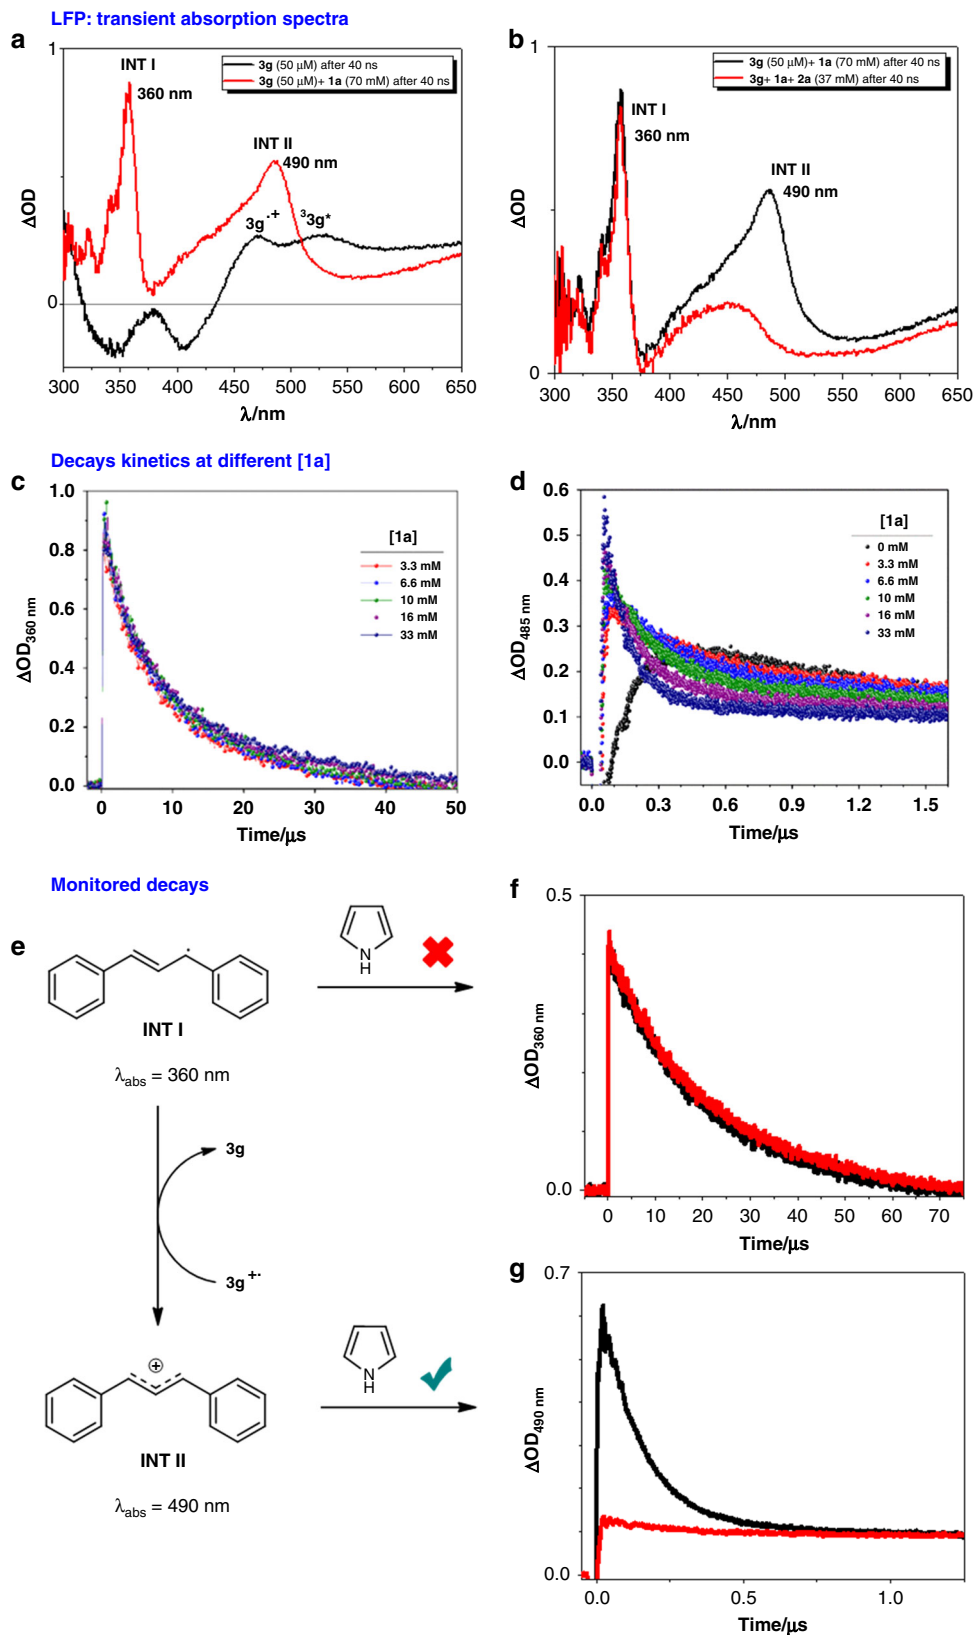 LFP: transient absorption spectra
a
1
0
ΔOD
INT I
360 nm
INT II
490 nm
3g·+
³3g*
3g (50 μM) after 40 ns
3g (50 μM)+ 1a (70 mM) after 40 ns
300 350 400 450 500 550 600 650
λ/nm
b
1
0
ΔOD
3g (50 μM)+ 1a (70 mM) after 40 ns
3g+ 1a+ 2a (37 mM) after 40 ns
INT I
360 nm
INT II
490 nm
300 350 400 450 500 550 600 650
λ/nm
Decays kinetics at different [1a]
c
1.0
0.8
0.6
0.4
0.2
0.0
ΔOD360 nm
[1a]
3.3 mM
6.6 mM
10 mM
16 mM
33 mM
0 10 20 30 40 50
Time/μs
d
0.6
0.5
0.4
0.3
0.2
0.1
0.0
ΔOD485 nm
[1a]
0 mM
3.3 mM
6.6 mM
10 mM
16 mM
33 mM
0.0 0.3 0.6 0.9 1.2 1.5
Time/μs
Monitored decays
e
N
H
INT I
λabs = 360 nm
3g
3g+·
N
H
INT II
λabs = 490 nm
f
0.5
0.0
ΔOD360 nm
0 10 20 30 40 50 60 70
Time/μs
g
0.7
0.0
ΔOD490 nm
0.0 0.5 1.0
Time/μs